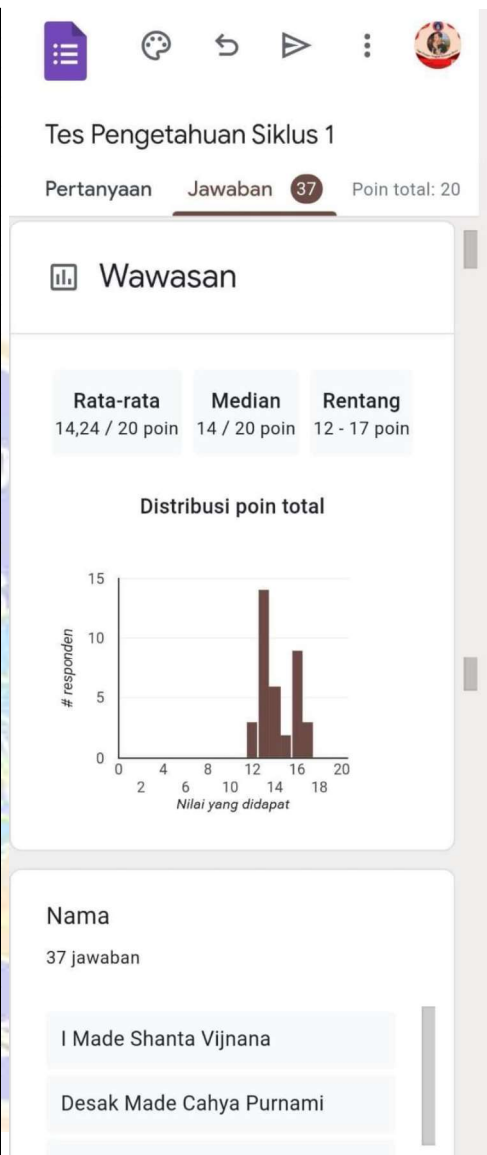 Tes Pengetahuan Siklus 1
Pertanyaan Jawaban 37 Poin total: 20
Wawasan
Rata-rata Median Rentang
14,24 / 20 poin 14 / 20 poin 12 - 17 poin
Distribusi poin total
15
10
5
0
# responden
0 4 8 12 16 20
2 6 10 14 18
Nilai yang didapat
Nama
37 jawaban
I Made Shanta Vijnana
Desak Made Cahya Purnami